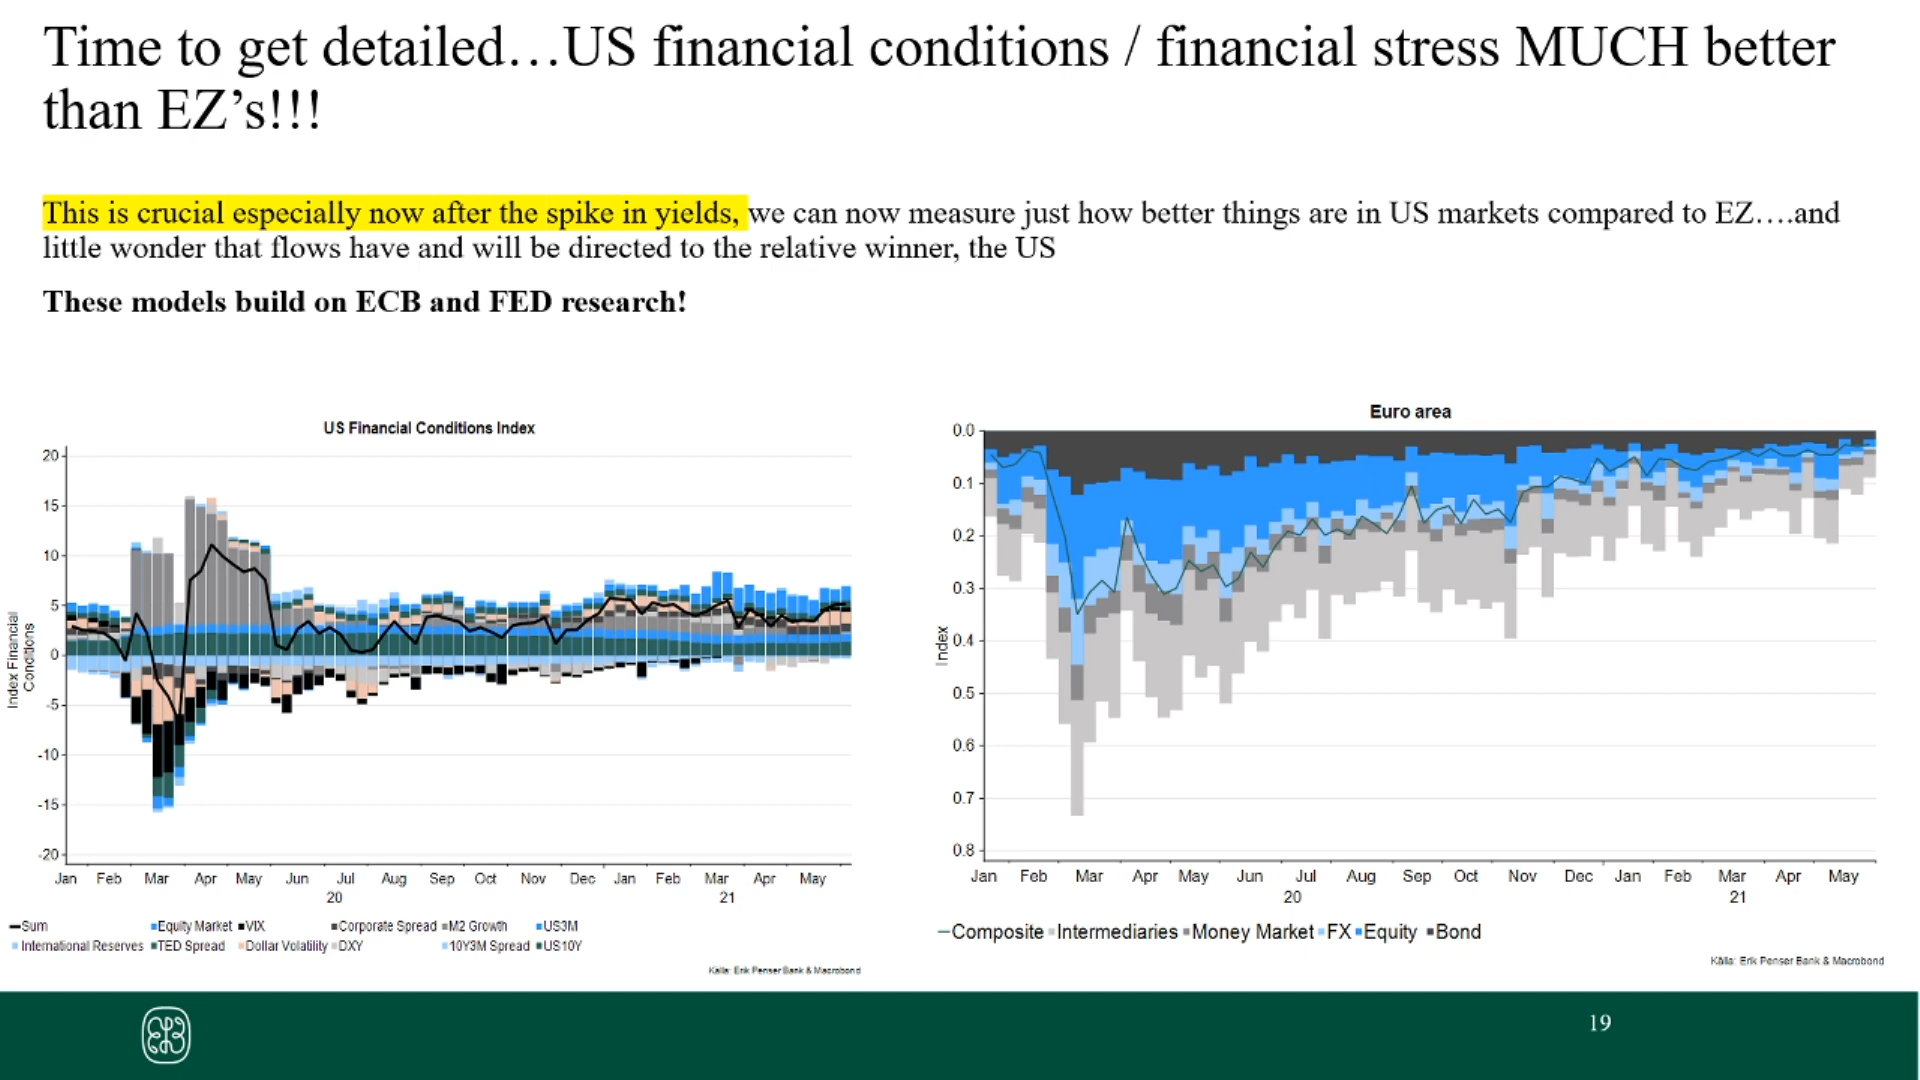 Time to get detailed…US financial conditions / financial stress MUCH better
than EZ’s!!!
This is crucial especially now after the spike in yields, we can now measure just how better things are in US markets compared to EZ….and
little wonder that flows have and will be directed to the relative winner, the US
These models build on ECB and FED research!
US Financial Conditions Index
20
15
10
5
0
-5
-10
-15
-20
Index Financial
Conditions
Jan Feb Mar Apr May Jun Jul Aug Sep Oct Nov Dec Jan Feb Mar Apr May
20 21
Sum Equity Market VIX Corporate Spread M2 Growth US3M
International Reserves TED Spread Dollar Volatility DXY 10Y3M Spread US10Y
Källa: Erik Penser Bank & Macrobond
Euro area
0.0
0.1
0.2
0.3
0.4
0.5
0.6
0.7
0.8
Index
Jan Feb Mar Apr May Jun Jul Aug Sep Oct Nov Dec Jan Feb Mar Apr May
20 21
Composite Intermediaries Money Market FX Equity Bond
Källa: Erik Penser Bank & Macrobond
19